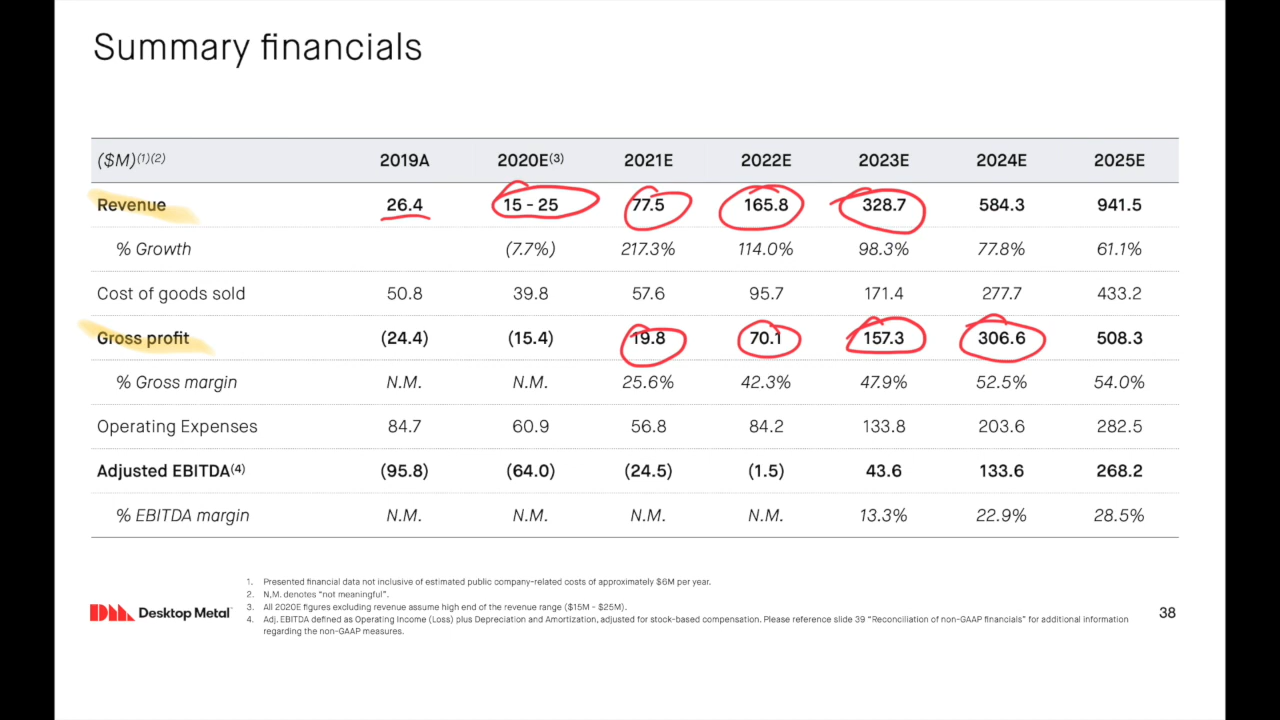 Summary financials
($M)(1)(2) 2019A 2020E(3) 2021E 2022E 2023E 2024E 2025E
Revenue 26.4 15 - 25 77.5 165.8 328.7 584.3 941.5
% Growth (7.7%) 217.3% 114.0% 98.3% 77.8% 61.1%
Cost of goods sold 50.8 39.8 57.6 95.7 171.4 277.7 433.2
Gross profit (24.4) (15.4) 19.8 70.1 157.3 306.6 508.3
% Gross margin N.M. N.M. 25.6% 42.3% 47.9% 52.5% 54.0%
Operating Expenses 84.7 60.9 56.8 84.2 133.8 203.6 282.5
Adjusted EBITDA(4) (95.8) (64.0) (24.5) (1.5) 43.6 133.6 268.2
% EBITDA margin N.M. N.M. N.M. N.M. 13.3% 22.9% 28.5%
1. Presented financial data not inclusive of estimated public company-related costs of approximately $6M per year.
2. N,M. denotes "not meaningful".
3. All 2020E figures excluding revenue assume high end of the revenue range ($15M - $25M).
4. Adj. EBITDA defined as Operating Income (Loss) plus Depreciation and Amortization, adjusted for stock-based compensation. Please reference slide 39 "Reconciliation of non-GAAP financials" for additional information
regarding the non-GAAP measures.
DM Desktop Metal
38